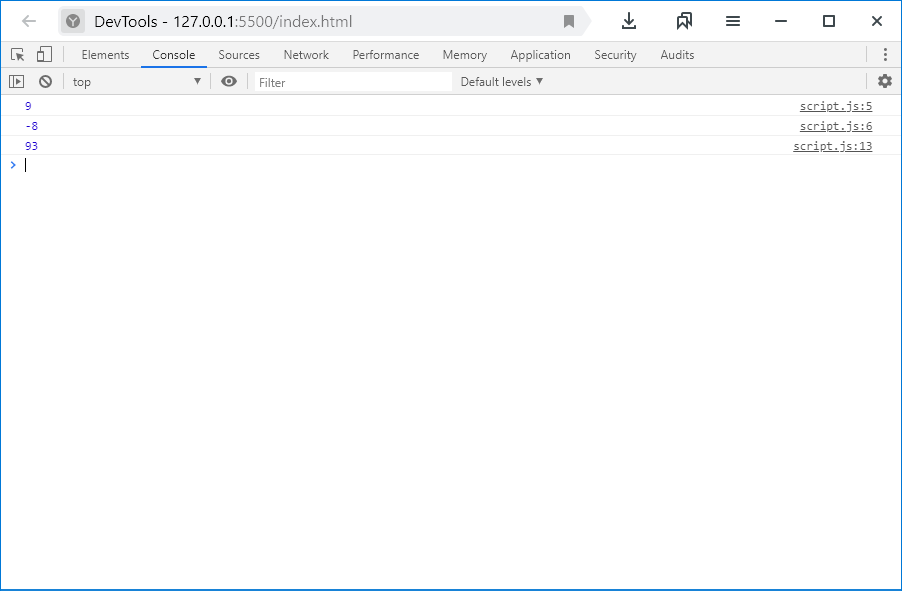 DevTools - 127.0.0.1:5500/index.html
Elements Console Sources Network Performance Memory Application Security Audits
top Filter Default levels
9 script.js:5
-8 script.js:6
93 script.js:13